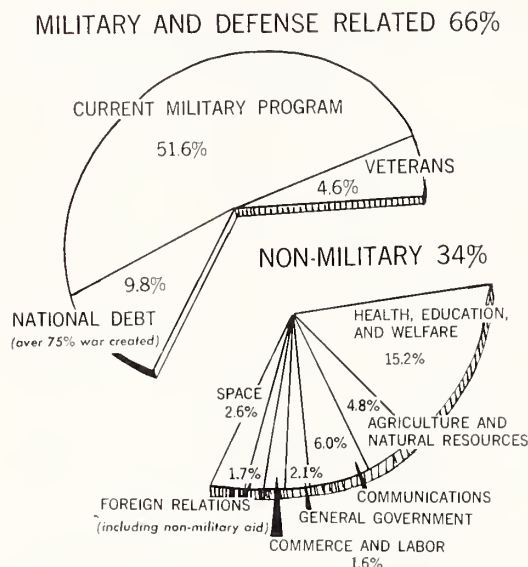 MILITARY AND DEFENSE RELATED 66%
CURRENT MILITARY PROGRAM
51.6%
VETERANS
4.6%
9.8%
NATIONAL DEBT
(over 75% war created)
NON-MILITARY 34%
HEALTH, EDUCATION,
AND WELFARE
15.2%
SPACE
2.6%
4.8%
AGRICULTURE AND
NATURAL RESOURCES
6.0%
1.7%
2.1%
COMMUNICATIONS
FOREIGN RELATIONS
(including non-military aid)
GENERAL GOVERNMENT
COMMERCE AND LABOR
1.6%